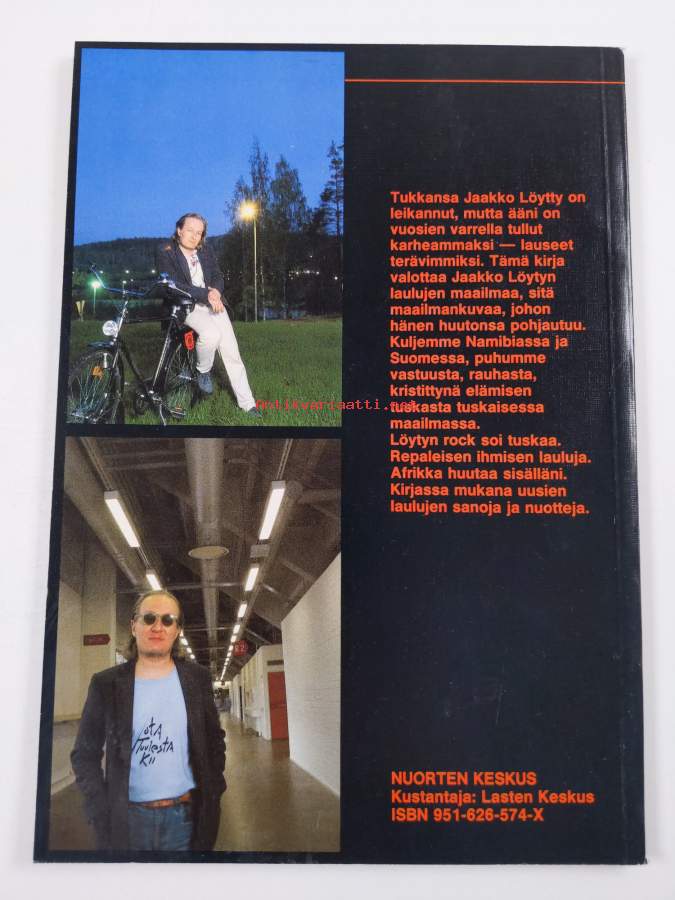 Tukkansa Jaakko Löytty on
leikannut, mutta ääni on
vuosien varrella tullut
karheammaksi — lauseet
terävimmiksi. Tämä kirja
valottaa Jaakko Löytyn
laulujen maailmaa, sitä
maailmankuvaa, johon
hänen huutonsa pohjautuu.
Kuljemme Namibiassa ja
Suomessa, puhumme
vastuusta, rauhasta,
kristittynä elämisen
tuskasta tuskaisessa
maailmassa.
Löytyn rock soi tuskaa.
Repaleisen ihmisen lauluja.
Afrikka huutaa sisälläni.
Kirjassa mukana uusien
laulujen sanoja ja nuotteja.
Antikvariaatti.net
OTA
TUULESTA
KII
E2
NUORTEN KESKUS
Kustantaja: Lasten Keskus
ISBN 951-626-574-X